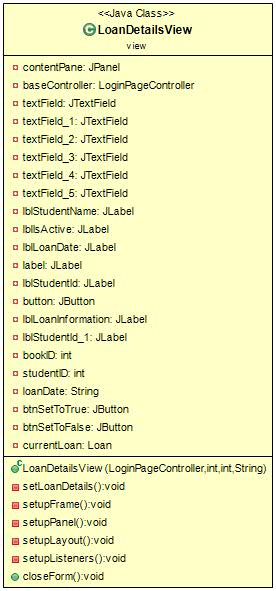 <<Java Class>>
LoanDetailsView
view
contentPane: JPanel
baseController: LoginPageController
textField: JTextField
textField_1: JTextField
textField_2: JTextField
textField_3: JTextField
textField_4: JTextField
textField_5: JTextField
lblStudentName: JLabel
lblIsActive: JLabel
lblLoanDate: JLabel
label: JLabel
lblStudentId: JLabel
button: JButton
lblLoanInformation: JLabel
lblStudentId_1: JLabel
bookID: int
studentID: int
loanDate: String
btnSetToTrue: JButton
btnSetToFalse: JButton
currentLoan: Loan
LoanDetailsView(LoginPageController,int,int,String)
setLoanDetails():void
setupFrame():void
setupPanel():void
setupLayout():void
setupListeners():void
closeForm():void